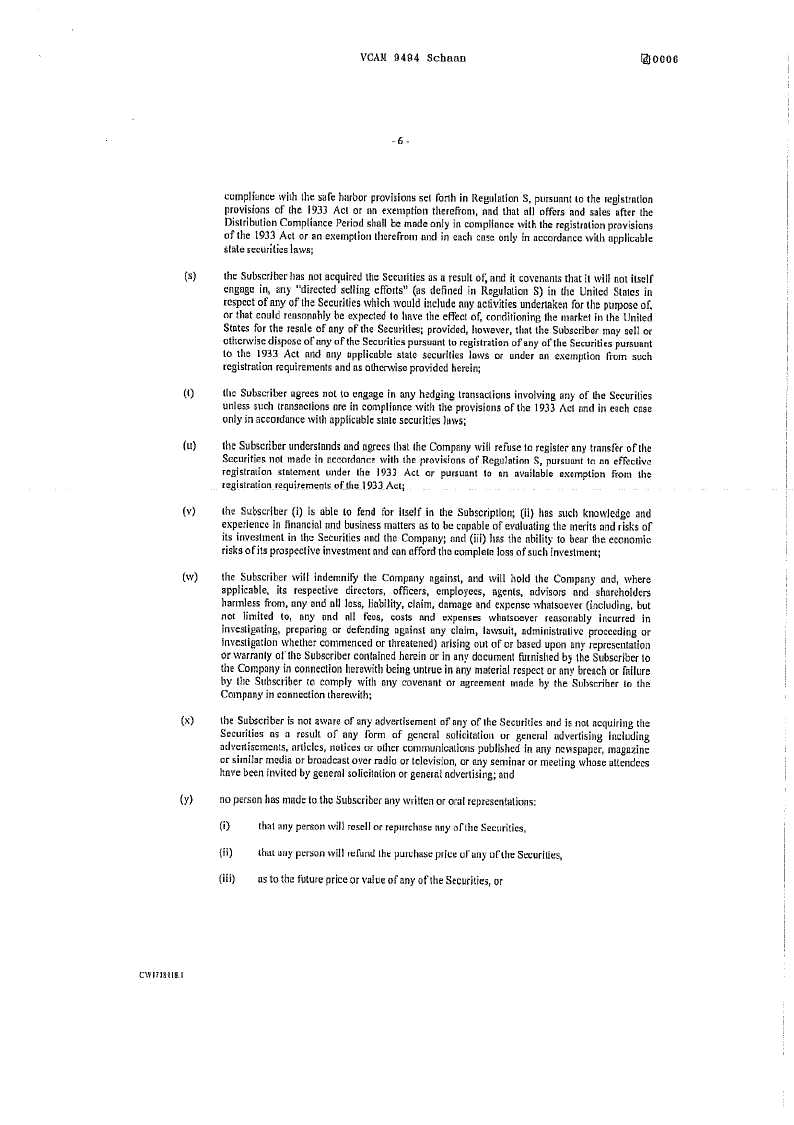 VCAM 9494 Schaan 0006
- 6 -
compliance with the safe harbor provisions set forth in Regulation S, pursuant to the registration
provisions of the 1933 Act or an exemption therefrom, and that all offers and sales after the
Distribution Compliance Period shall be made only in compliance with the registration provisions
of the 1933 Act or an exemption therefrom and in each case only in accordance with applicable
state securities laws;
(s) the Subscriber has not acquired the Securities as a result of, and it covenants that it will not itself
engage in, any "directed selling efforts" (as defined in Regulation S) in the United States in
respect of any of the Securities which would include any activities undertaken for the purpose of,
or that could reasonably be expected to have the effect of, conditioning the market in the United
States for the resale of any of the Securities; provided, however, that the Subscriber may sell or
otherwise dispose of any of the Securities pursuant to registration of any of the Securities pursuant
to the 1933 Act and any applicable state securities laws or under an exemption from such
registration requirements and as otherwise provided herein;
(t) the Subscriber agrees not to engage in any hedging transactions involving any of the Securities
unless such transactions are in compliance with the provisions of the 1933 Act and in each case
only in accordance with applicable state securities laws;
(u) the Subscriber understands and agrees that the Company will refuse to register any transfer of the
Securities not made in accordance with the provisions of Regulation S, pursuant to an effective
registration statement under the 1933 Act or pursuant to an available exemption from the
registration requirements of the 1933 Act;
(v) the Subscriber (i) is able to fend for itself in the Subscription; (ii) has such knowledge and
experience in financial and business matters as to be capable of evaluating the merits and risks of
its investment in the Securities and the Company; and (iii) has the ability to bear the economic
risks of its prospective investment and can afford the complete loss of such investment;
(w) the Subscriber will indemnify the Company against, and will hold the Company and, where
applicable, its respective directors, officers, employees, agents, advisors and shareholders
harmless from, any and all loss, liability, claim, damage and expense whatsoever (including, but
not limited to, any and all fees, costs and expenses whatsoever reasonably incurred in
investigating, preparing or defending against any claim, lawsuit, administrative proceeding or
investigation whether commenced or threatened) arising out of or based upon any representation
or warranty of the Subscriber contained herein or in any document furnished by the Subscriber to
the Company in connection herewith being untrue in any material respect or any breach or failure
by the Subscriber to comply with any covenant or agreement made by the Subscriber to the
Company in connection therewith;
(x) the Subscriber is not aware of any advertisement of any of the Securities and is not acquiring the
Securities as a result of any form of general solicitation or general advertising including
advertisements, articles, notices or other communications published in any newspaper, magazine
or similar media or broadcast over radio or television, or any seminar or meeting whose attendees
have been invited by general solicitation or general advertising; and
(y) no person has made to the Subscriber any written or oral representations:
(i) that any person will resell or repurchase any of the Securities,
(ii) that any person will refund the purchase price of any of the Securities,
(iii) as to the future price or value of any of the Securities, or